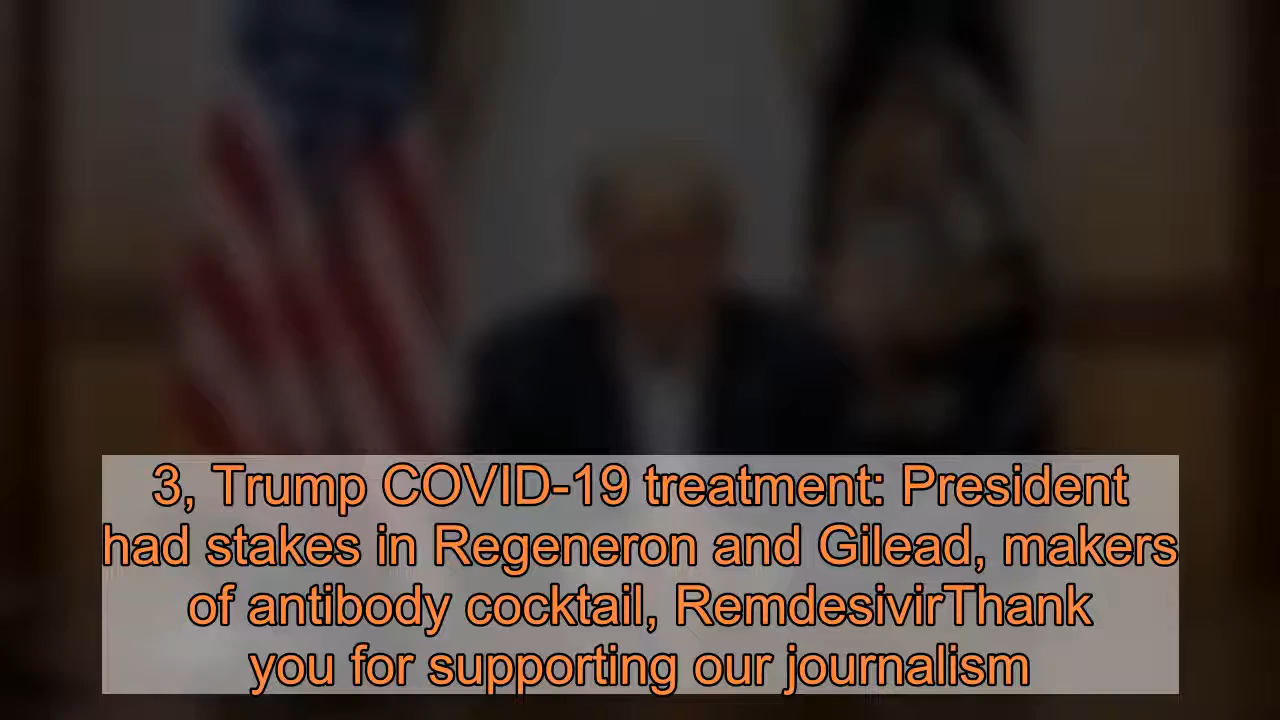 3, Trump COVID-19 treatment: President
had stakes in Regeneron and Gilead, makers
of antibody cocktail, RemdesivirThank
you for supporting our journalism